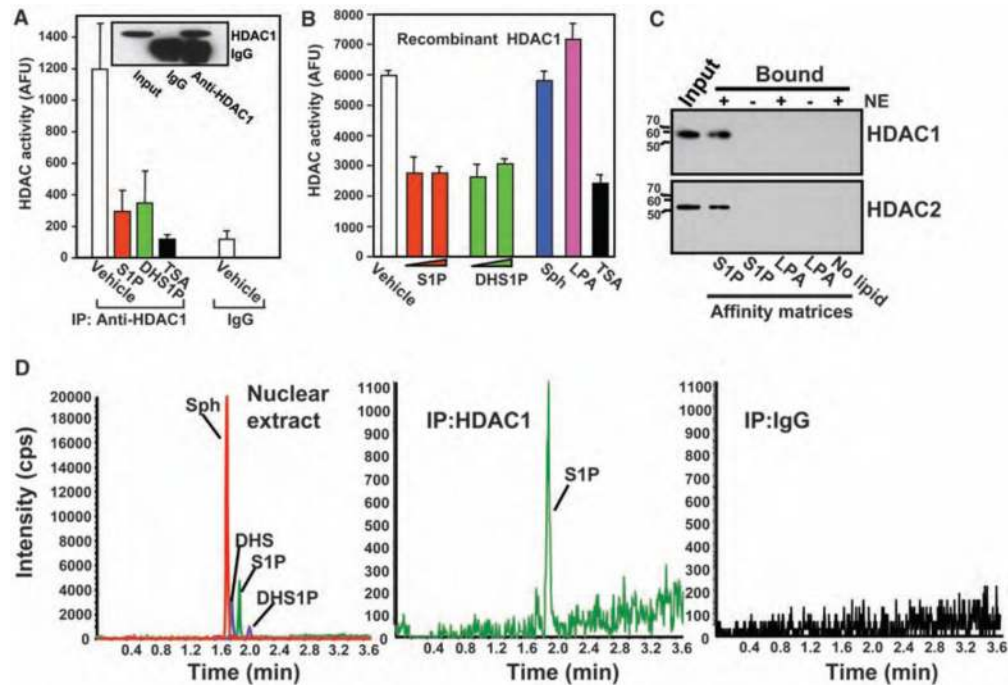 A
HDAC activity (AFU)
1400
1200
1000
800
600
400
200
0
HDAC1
IgG
Input
IgG
Anti-HDAC1
Vehicle
S1P
DHS1P
TSA
Vehicle
IP: Anti-HDAC1
IgG
B
Recombinant HDAC1
HDAC activity (AFU)
8000
7000
6000
5000
4000
3000
2000
1000
0
Vehicle
S1P
DHS1P
Sph
LPA
TSA
C
Input
Bound
+ - + - + NE
70
60
50
HDAC1
70
60
50
HDAC2
S1P
S1P
LPA
LPA
No lipid
Affinity matrices
D
Intensity (cps)
20000
18000
16000
14000
12000
10000
8000
6000
4000
2000
0
Nuclear
extract
Sph
DHS
S1P
DHS1P
0.4 0.8 1.2 1.6 2.0 2.4 2.8 3.2 3.6
Time (min)
1100
1000
900
800
700
600
500
400
300
200
100
0
IP:HDAC1
S1P
0.4 0.8 1.2 1.6 2.0 2.4 2.8 3.2 3.6
Time (min)
1100
1000
900
800
700
600
500
400
300
200
100
0
IP:IgG
0.4 0.8 1.2 1.6 2.0 2.4 2.8 3.2 3.6
Time (min)